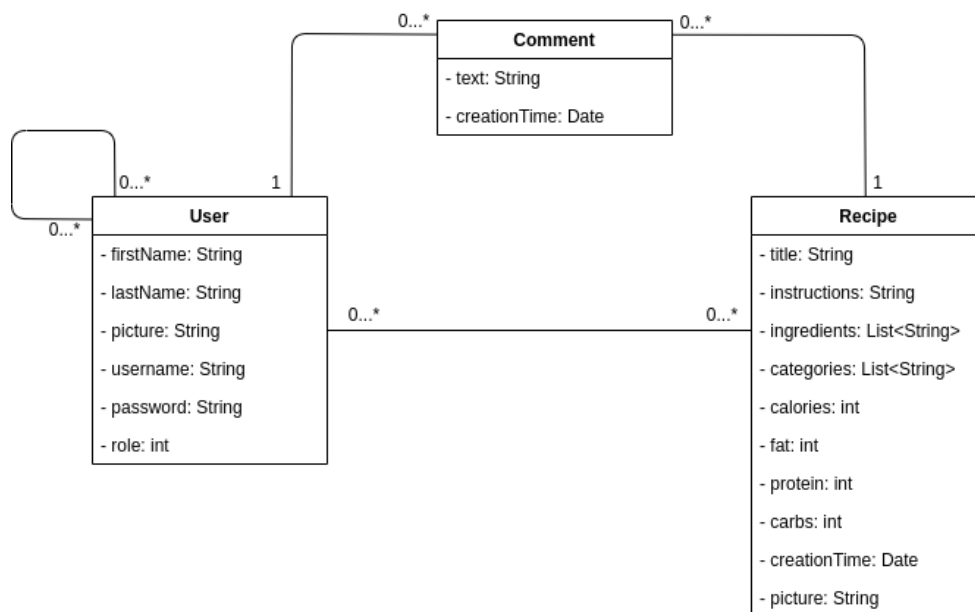 0...*
Comment
0...*
- text: String
- creationTime: Date
0...*
0...*
1
1
User
- firstName: String
- lastName: String
- picture: String
- username: String
- password: String
- role: int
0...*
0...*
Recipe
- title: String
- instructions: String
- ingredients: List<String>
- categories: List<String>
- calories: int
- fat: int
- protein: int
- carbs: int
- creationTime: Date
- picture: String